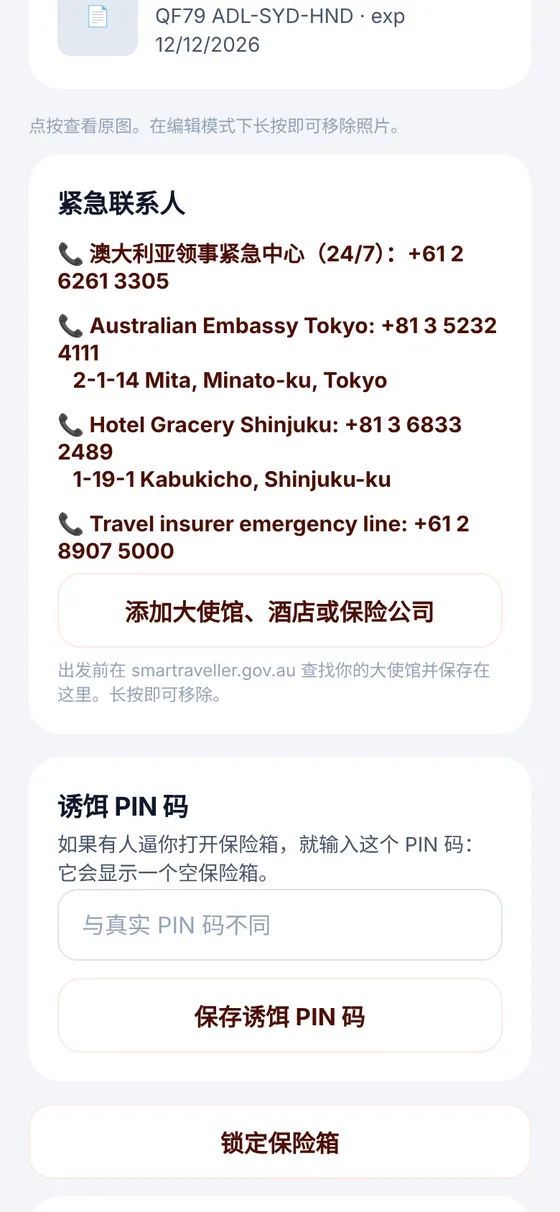 QF79 ADL-SYD-HND · exp
12/12/2026
点按查看原图。在编辑模式下长按即可移除照片。
紧急联系人
📞 澳大利亚领事紧急中心（24/7）：+61 2
6261 3305
📞 Australian Embassy Tokyo: +81 3 5232
4111
2-1-14 Mita, Minato-ku, Tokyo
📞 Hotel Gracery Shinjuku: +81 3 6833
2489
1-19-1 Kabukicho, Shinjuku-ku
📞 Travel insurer emergency line: +61 2
8907 5000
添加大使馆、酒店或保险公司
出发前在 smartraveller.gov.au 查找你的大使馆并保存在
这里。长按即可移除。
诱饵 PIN 码
如果有人逼你打开保险箱，就输入这个 PIN 码：
它会显示一个空保险箱。
与真实 PIN 码不同
保存诱饵 PIN 码
锁定保险箱